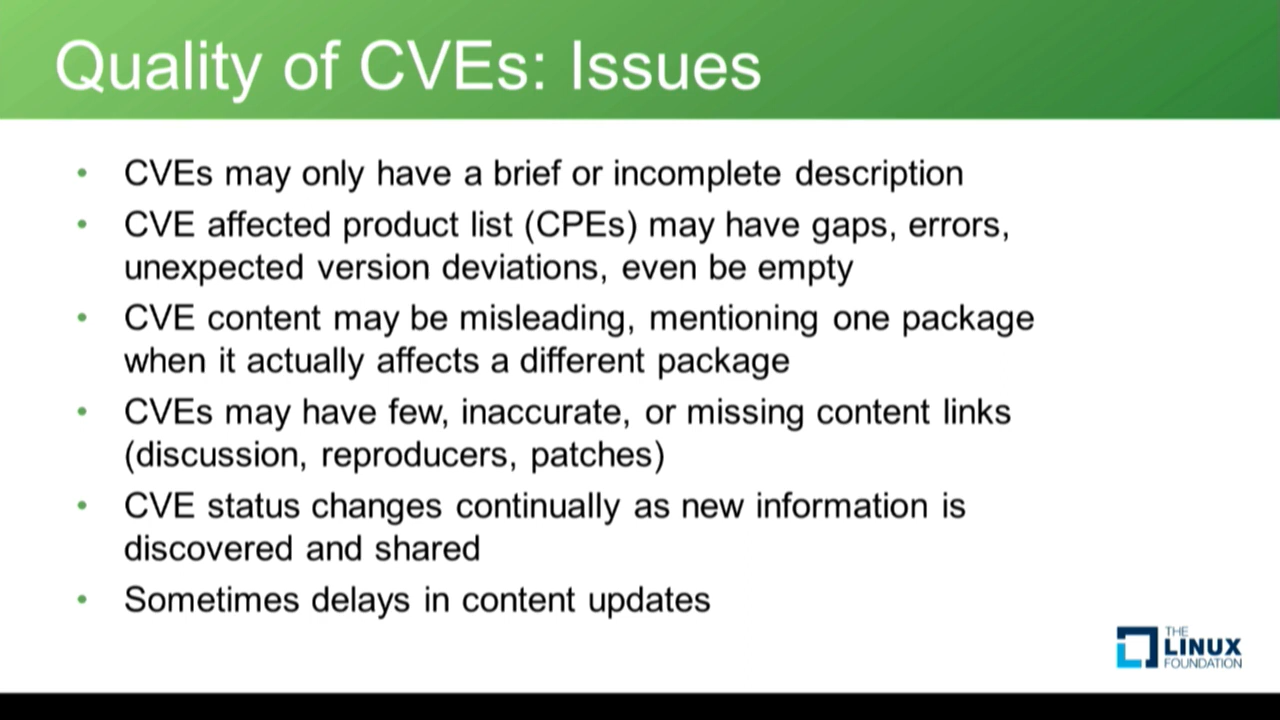 Quality of CVEs: Issues
• CVEs may only have a brief or incomplete description
• CVE affected product list (CPEs) may have gaps, errors,
unexpected version deviations, even be empty
• CVE content may be misleading, mentioning one package
when it actually affects a different package
• CVEs may have few, inaccurate, or missing content links
(discussion, reproducers, patches)
• CVE status changes continually as new information is
discovered and shared
• Sometimes delays in content updates
THE
LINUX
FOUNDATION